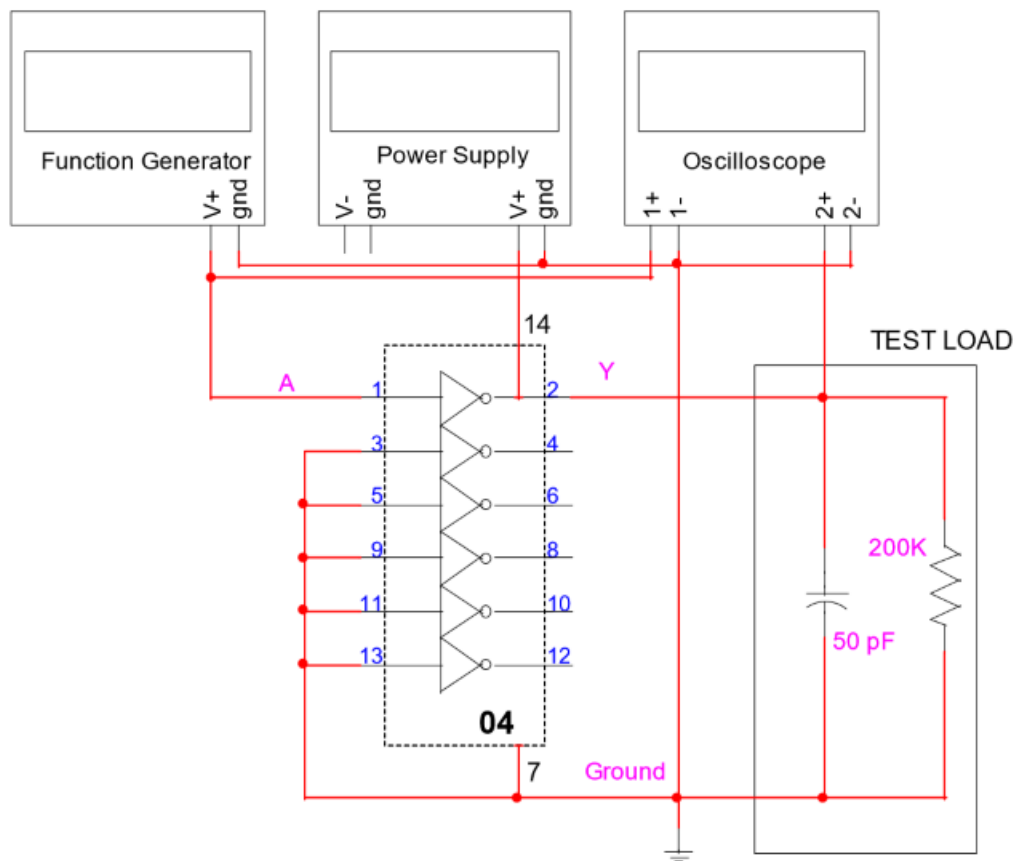 Function Generator
Power Supply
Oscilloscope
V+
gnd
V-
gnd
V+
gnd
1+
1-
2+
2-
14
TEST LOAD
A
Y
1
2
3
4
5
6
9
8
200K
11
10
13
12
50 pF
04
7
Ground